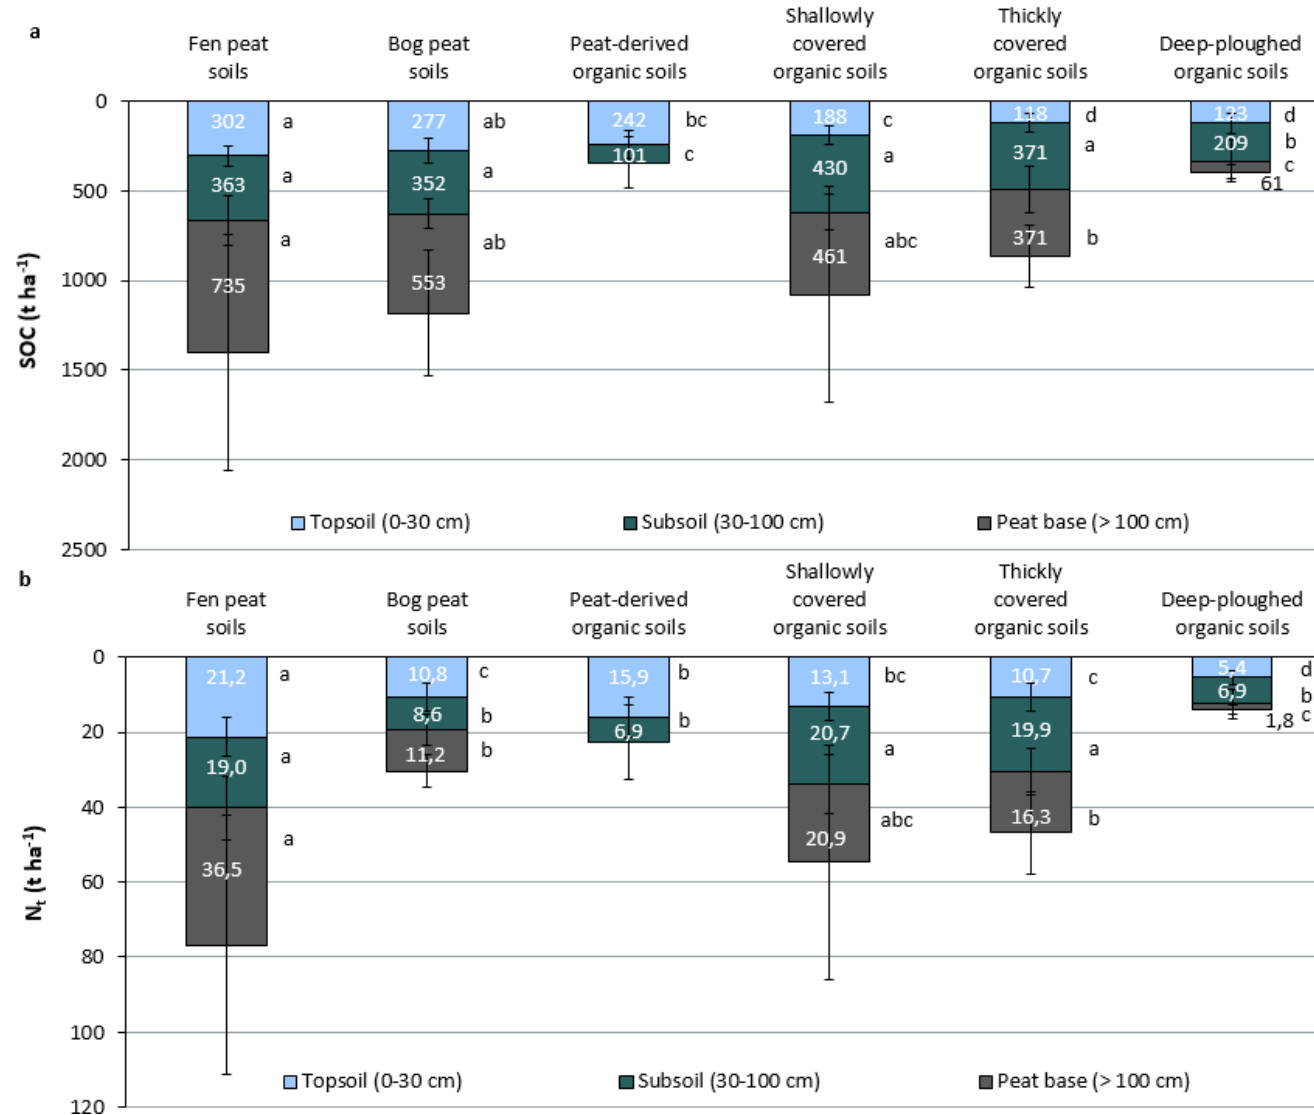 a
Fen peat
soils
Bog peat
soils
Peat-derived
organic soils
Shallowly
covered
organic soils
Thickly
covered
organic soils
Deep-ploughed
organic soils
SOC (t ha⁻¹)
0
500
1000
1500
2000
2500
302 a
363 a
735 a
277 ab
352 a
553 ab
242 bc
101 c
188 c
430 a
461 abc
118 d
371 a
371 b
123 d
209 b
61 c
Topsoil (0-30 cm) Subsoil (30-100 cm) Peat base (> 100 cm)
b
Fen peat
soils
Bog peat
soils
Peat-derived
organic soils
Shallowly
covered
organic soils
Thickly
covered
organic soils
Deep-ploughed
organic soils
Nₜ (t ha⁻¹)
0
20
40
60
80
100
120
21,2 a
19,0 a
36,5 a
10,8 c
8,6 b
11,2 b
15,9 b
6,9 b
13,1 bc
20,7 a
20,9 abc
10,7 c
19,9 a
16,3 b
5,4 d
6,9 b
1,8 c
Topsoil (0-30 cm) Subsoil (30-100 cm) Peat base (> 100 cm)